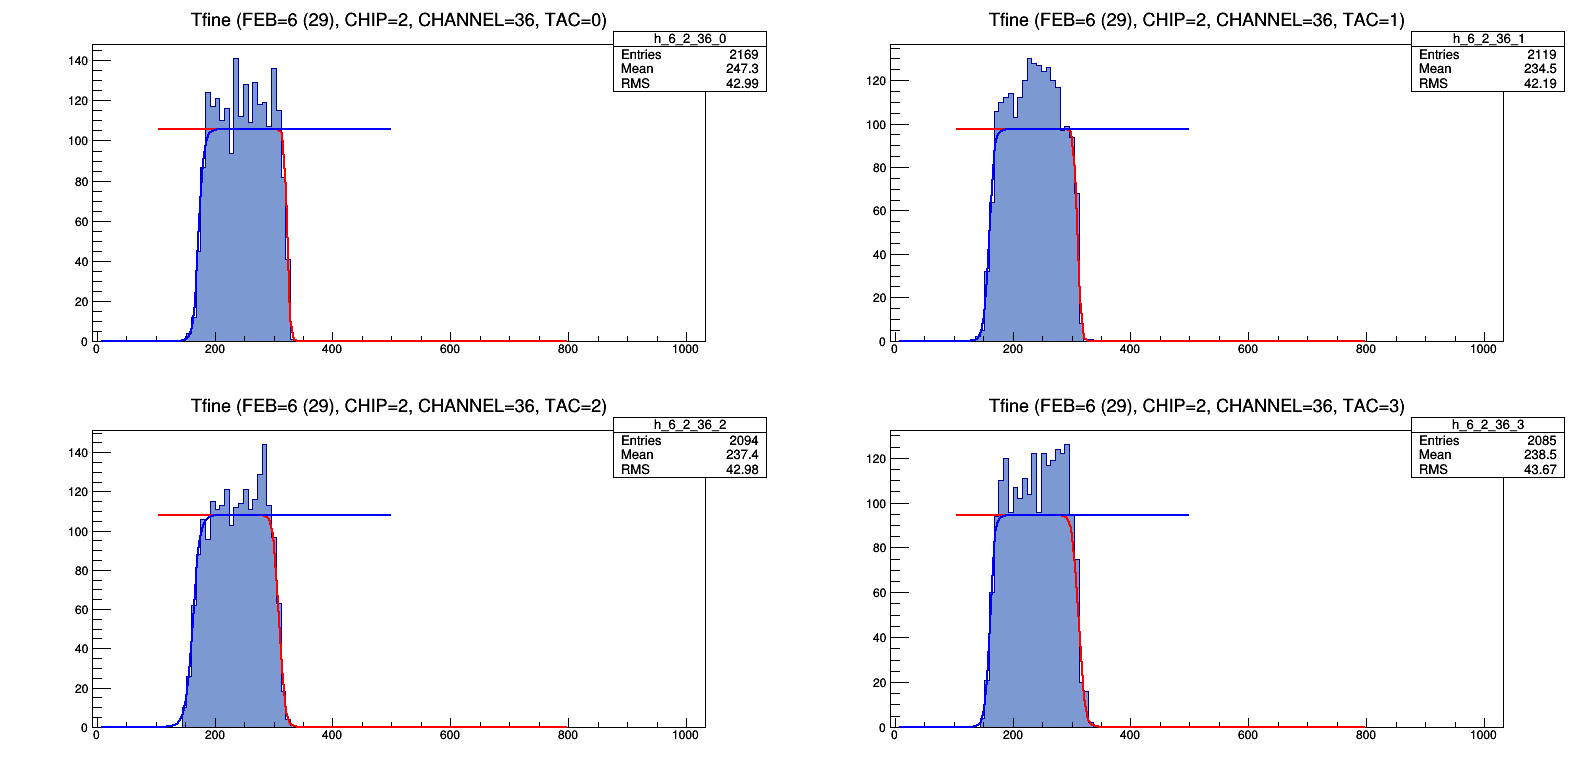 Tfine (FEB=6 (29), CHIP=2, CHANNEL=36, TAC=0)
h_6_2_36_0
Entries 2169
Mean 247.3
RMS 42.99
140
120
100
80
60
40
20
0
0 200 400 600 800 1000
Tfine (FEB=6 (29), CHIP=2, CHANNEL=36, TAC=1)
h_6_2_36_1
Entries 2119
Mean 234.5
RMS 42.19
120
100
80
60
40
20
0
0 200 400 600 800 1000
Tfine (FEB=6 (29), CHIP=2, CHANNEL=36, TAC=2)
h_6_2_36_2
Entries 2094
Mean 237.4
RMS 42.98
140
120
100
80
60
40
20
0
0 200 400 600 800 1000
Tfine (FEB=6 (29), CHIP=2, CHANNEL=36, TAC=3)
h_6_2_36_3
Entries 2085
Mean 238.5
RMS 43.67
120
100
80
60
40
20
0
0 200 400 600 800 1000